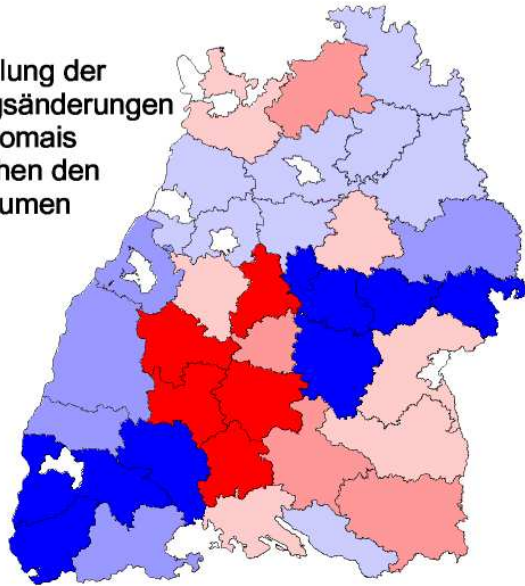 lung der
gsänderungen
omais
hen den
umen